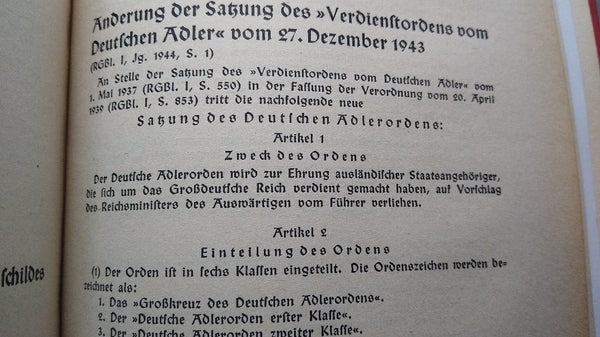 Änderung der Satzung des »Verdienstordens vom
Deutschen Adler« vom 27. Dezember 1943
(RGBl. I, Jg. 1944, S. 1)
An Stelle der Satzung des »Verdienstordens vom Deutschen Adler« vom
1. Mai 1937 (RGBl. I, S. 550) in der Fassung der Verordnung vom 20. April
1939 (RGBl. I, S. 853) tritt die nachfolgende neue
Satzung des Deutschen Adlerordens:
Artikel 1
Zweck des Ordens
Der Deutsche Adlerorden wird zur Ehrung ausländischer Staatsangehöriger,
die sich um das Großdeutsche Reich verdient gemacht haben, auf Vorschlag
des Reichsministers des Auswärtigen vom Führer verliehen.
Artikel 2
Einteilung des Ordens
(1) Der Orden ist in sechs Klassen eingeteilt. Die Ordenszeichen werden be-
zeichnet als:
1. Das »Großkreuz des Deutschen Adlerordens«.
2. Der »Deutsche Adlerorden erster Klasse«.
3. Der »Deutsche Adlerorden zweiter Klasse«.
schildes